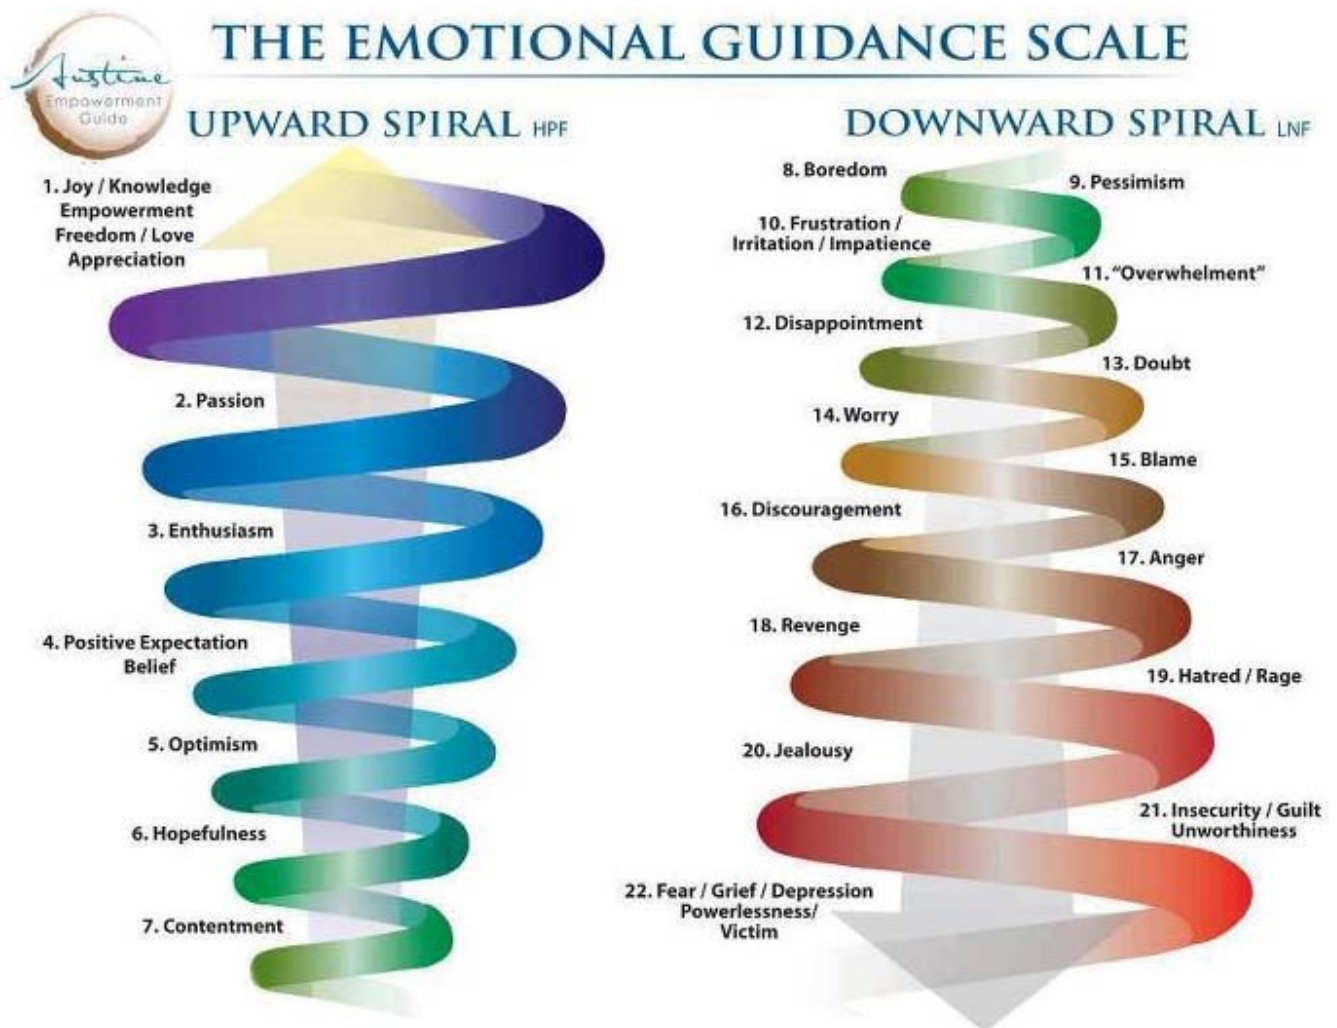 THE EMOTIONAL GUIDANCE SCALE
Austine
Empowerment
Guide
UPWARD SPIRAL HPF
1. Joy / Knowledge
Empowerment
Freedom / Love
Appreciation
2. Passion
3. Enthusiasm
4. Positive Expectation
Belief
5. Optimism
6. Hopefulness
7. Contentment
DOWNWARD SPIRAL LNF
8. Boredom
9. Pessimism
10. Frustration /
Irritation / Impatience
11. “Overwhelment”
12. Disappointment
13. Doubt
14. Worry
15. Blame
16. Discouragement
17. Anger
18. Revenge
19. Hatred / Rage
20. Jealousy
21. Insecurity / Guilt
Unworthiness
22. Fear / Grief / Depression
Powerlessness/
Victim